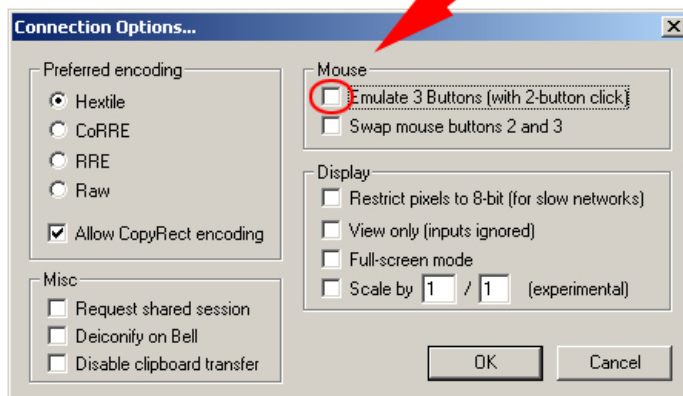 Connection Options...
Preferred encoding
Hextile
CoRRE
RRE
Raw
Allow CopyRect encoding
Misc
Request shared session
Deiconify on Bell
Disable clipboard transfer
Mouse
Emulate 3 Buttons (with 2-button click)
Swap mouse buttons 2 and 3
Display
Restrict pixels to 8-bit (for slow networks)
View only (inputs ignored)
Full-screen mode
Scale by 1 / 1 (experimental)
OK Cancel